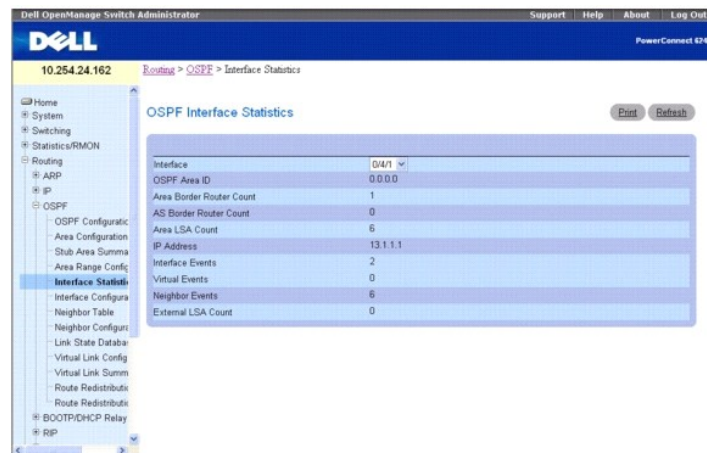 Dell OpenManage Switch Administrator
Support Help About Log Out
DELL
PowerConnect 624
10.254.24.162
Routing > OSPF > Interface Statistics
Home
System
Switching
Statistics/RMON
Routing
ARP
IP
OSPF
OSPF Configuratic
Area Configuration
Stub Area Summa
Area Range Config
Interface Statisti
Interface Configura
Neighbor Table
Neighbor Configura
Link State Databas
Virtual Link Config
Virtual Link Summ
Route Redistributic
Route Redistributic
BOOTP/DHCP Relay
RIP
OSPF Interface Statistics
Print Refresh
Interface 0/4/1
OSPF Area ID 0.0.0.0
Area Border Router Count 1
AS Border Router Count 0
Area LSA Count 6
IP Address 13.1.1.1
Interface Events 2
Virtual Events 0
Neighbor Events 6
External LSA Count 0